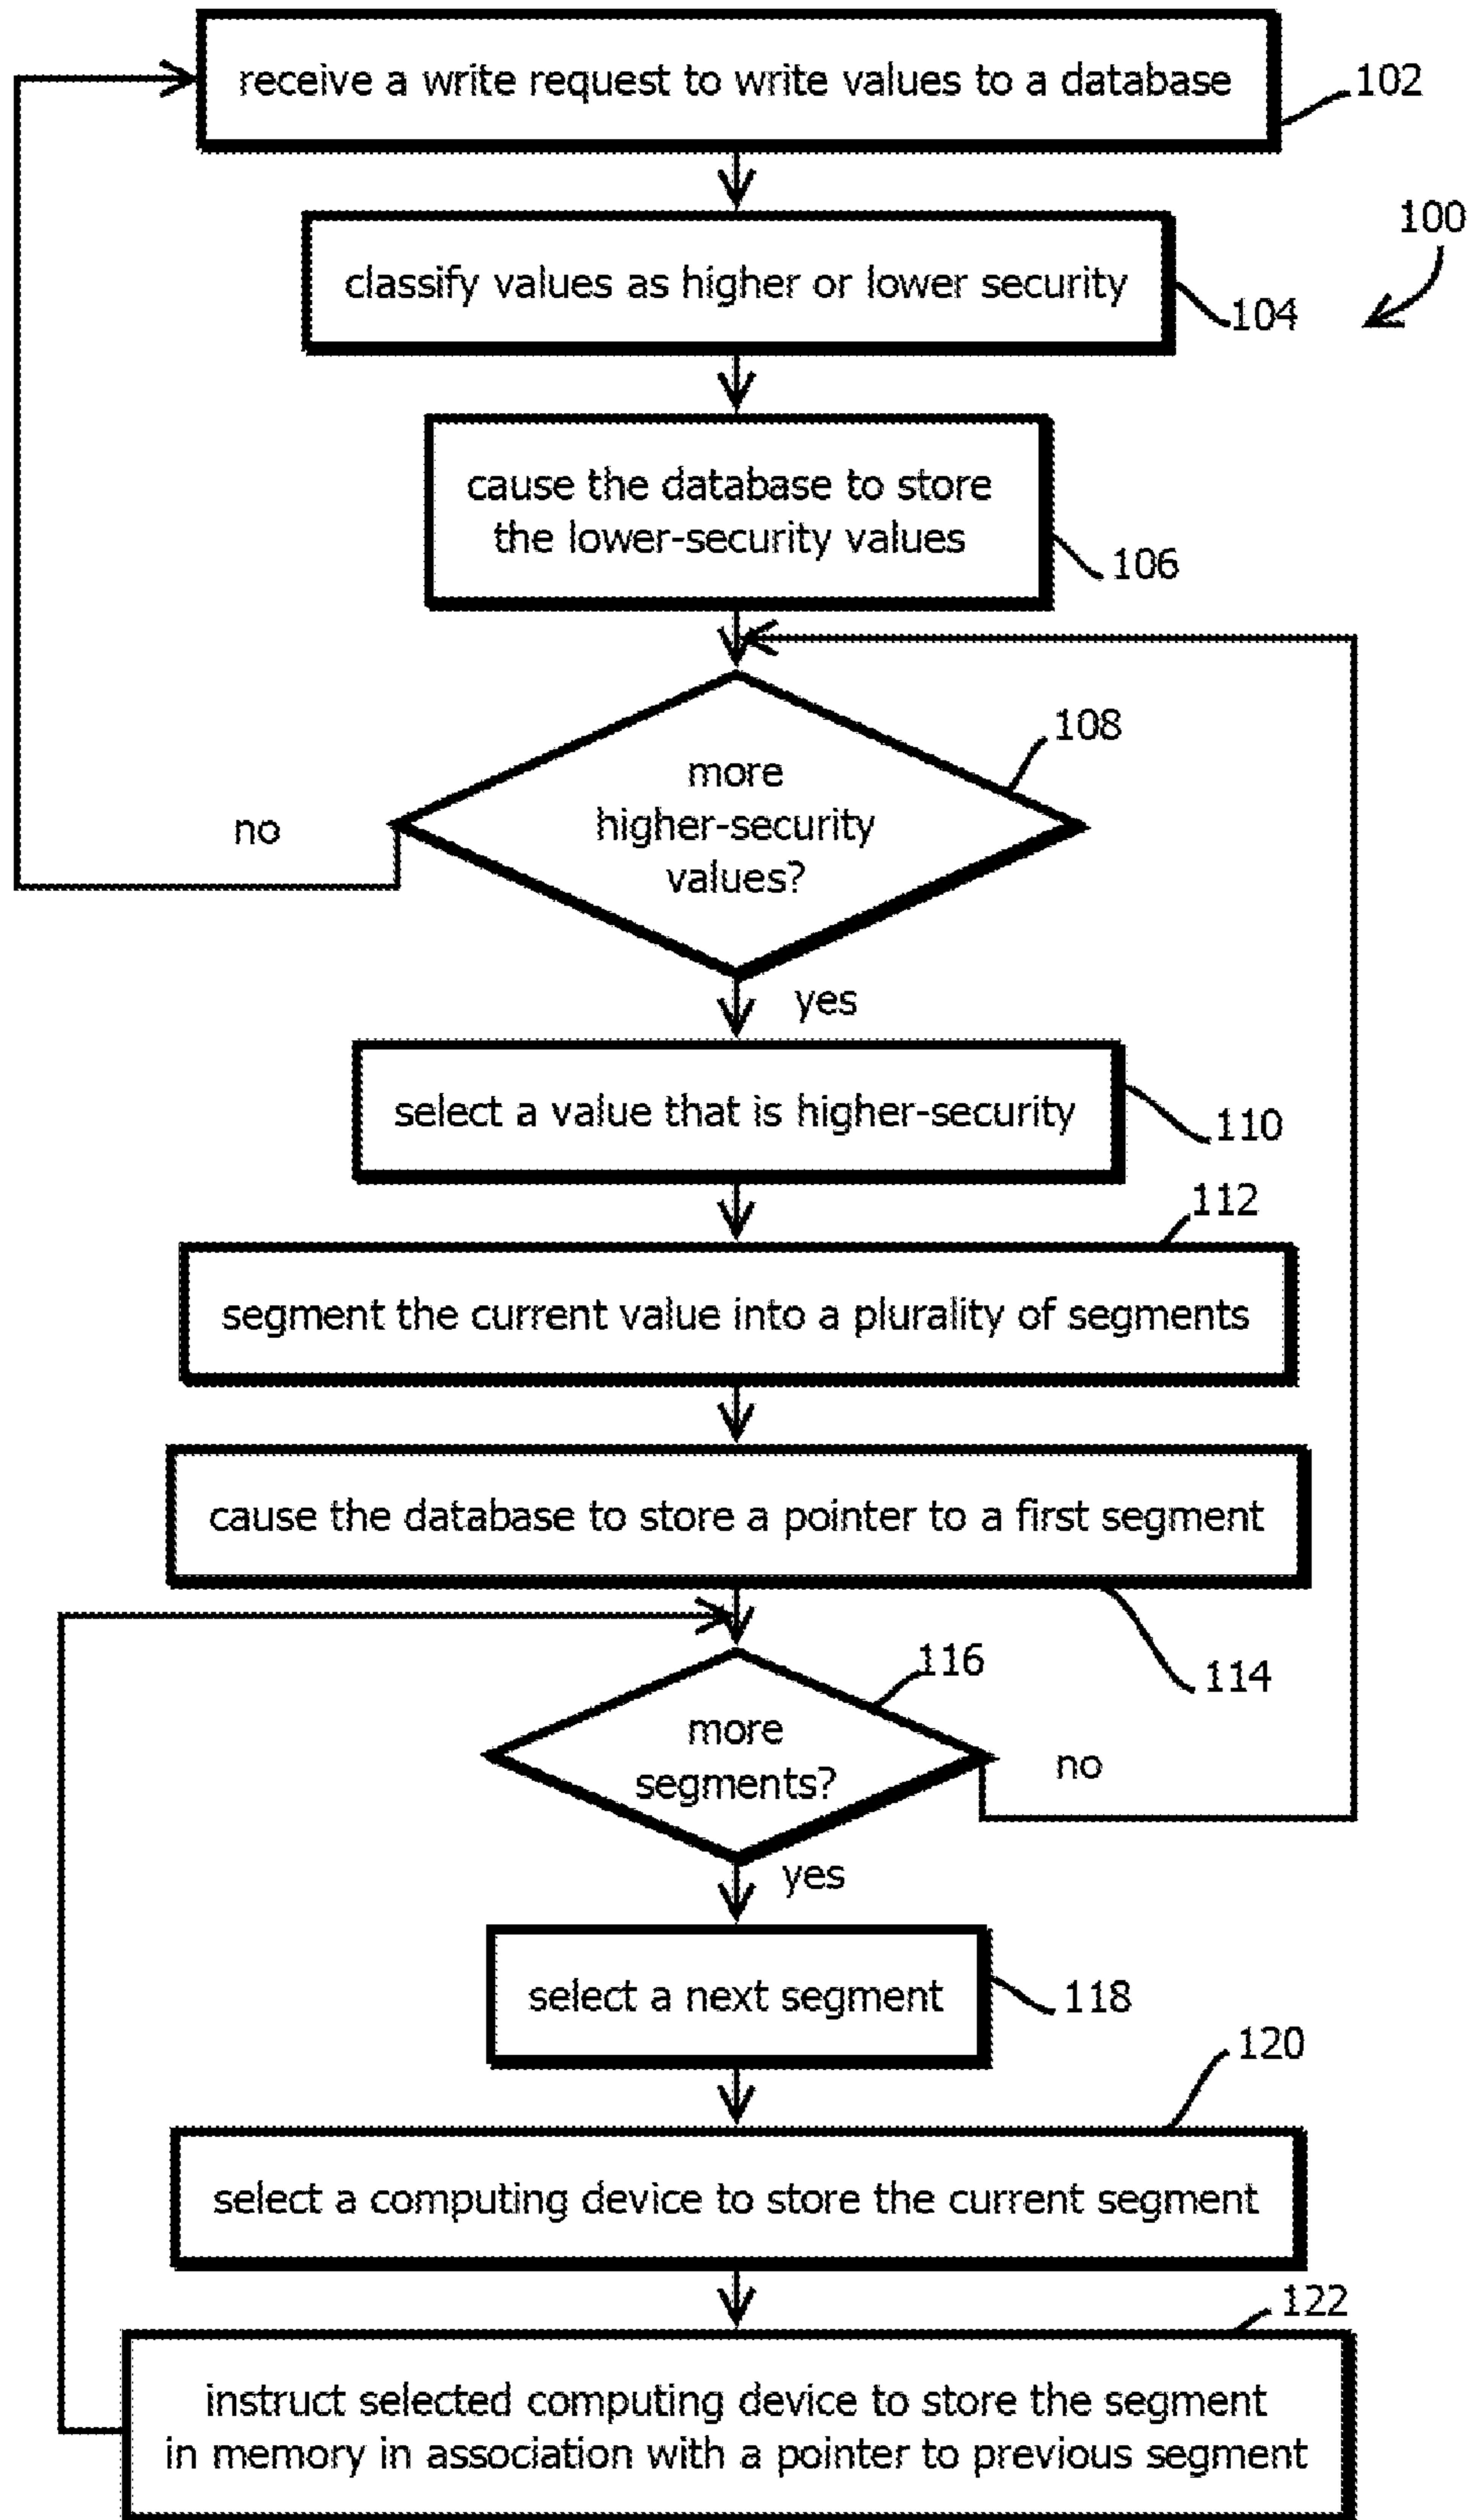 receive a write request to write values to a database
102
100
classify values as higher or lower security
104
cause the database to store
the lower-security values
106
108
more
higher-security
values?
no
yes
select a value that is higher-security
110
112
segment the current value into a plurality of segments
cause the database to store a pointer to a first segment
114
116
more
segments?
no
yes
select a next segment
118
120
select a computing device to store the current segment
122
instruct selected computing device to store the segment
in memory in association with a pointer to previous segment